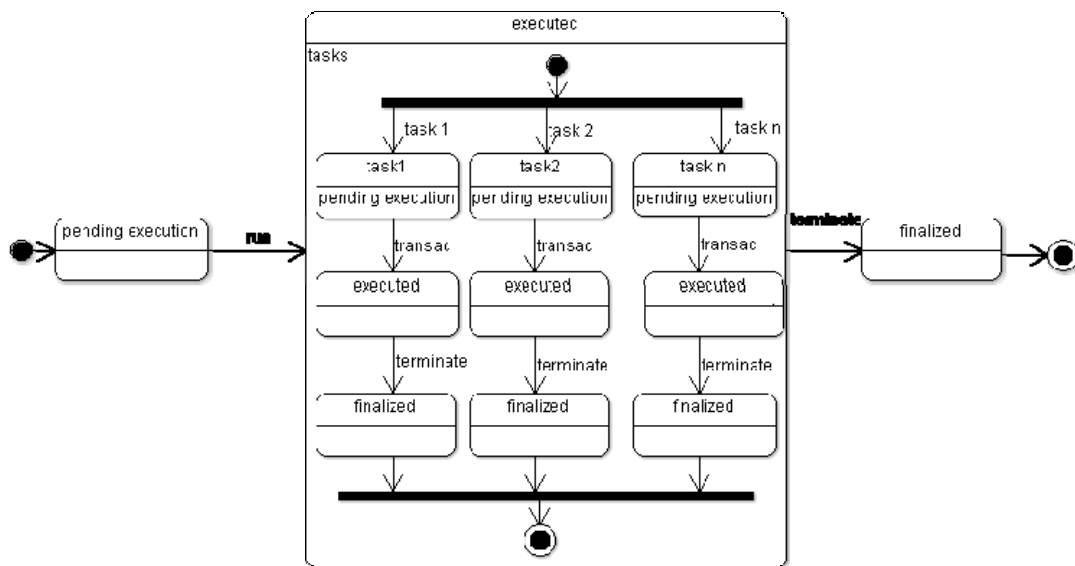 executed
tasks
task 1
task 2
task n
task1
task2
task n
pending execution
pending execution
pending execution
pending execution
run
transac
transac
transac
terminate
finalized
executed
executed
executed
terminate
terminate
terminate
finalized
finalized
finalized